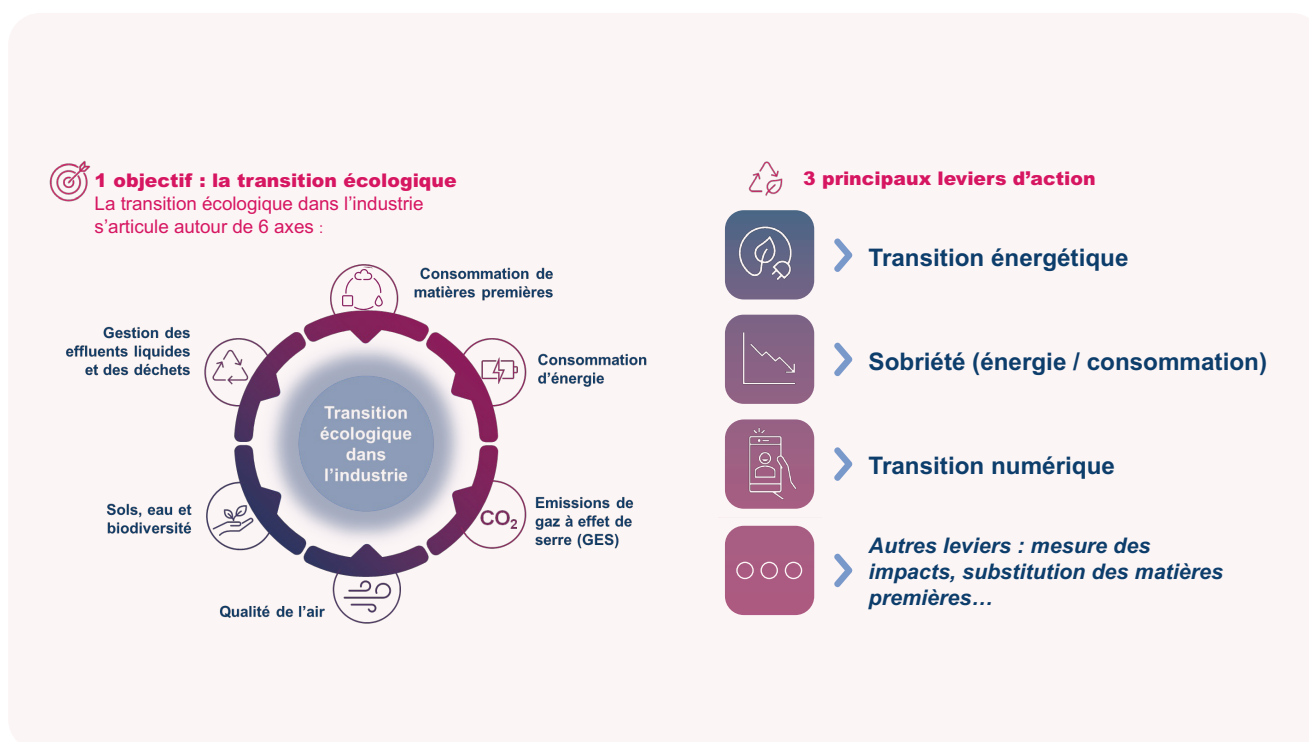 1 objectif : la transition écologique
La transition écologique dans l’industrie
s’articule autour de 6 axes :
Consommation de
matières premières
Consommation
d’énergie
Emissions de
gaz à effet de
serre (GES)
CO₂
Qualité de l’air
Sols, eau et
biodiversité
Gestion des
effluents liquides
et des déchets
Transition
écologique
dans
l’industrie
3 principaux leviers d’action
Transition énergétique
Sobriété (énergie / consommation)
Transition numérique
Autres leviers : mesure des
impacts, substitution des matières
premières…